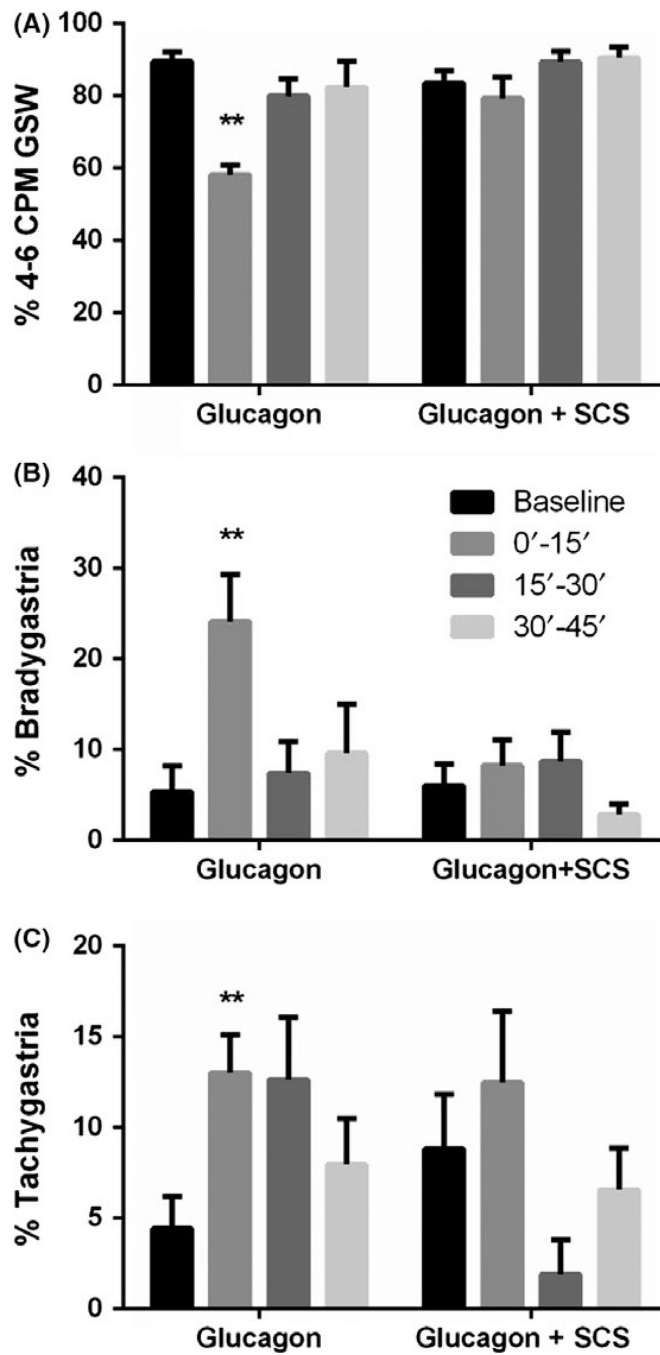 (A)
% 4-6 CPM GSW
100
80
60
40
20
0
**
Glucagon
Glucagon + SCS
(B)
% Bradygastria
40
30
20
10
0
**
Baseline
0′-15′
15′-30′
30′-45′
Glucagon
Glucagon+SCS
(C)
% Tachygastria
20
15
10
5
0
**
Glucagon
Glucagon + SCS